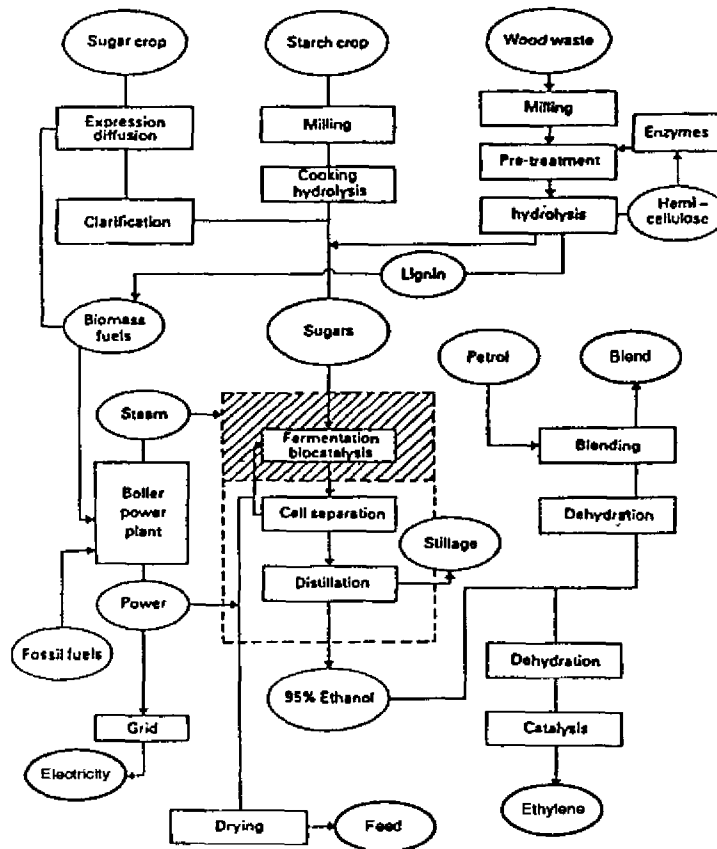 Sugar crop
Starch crop
Wood waste
Expression
diffusion
Milling
Milling
Enzymes
Pre-treatment
Cooking
hydrolysis
Clarification
hydrolysis
Hemi-
cellulose
Lignin
Biomass
fuels
Sugars
Petrol
Blend
Steam
Fermentation
biocatalysis
Blending
Boiler
power
plant
Cell separation
Dehydration
Stillage
Distillation
Power
Fossil fuels
Dehydration
95% Ethanol
Grid
Catalysis
Electricity
Ethylene
Drying
Feed